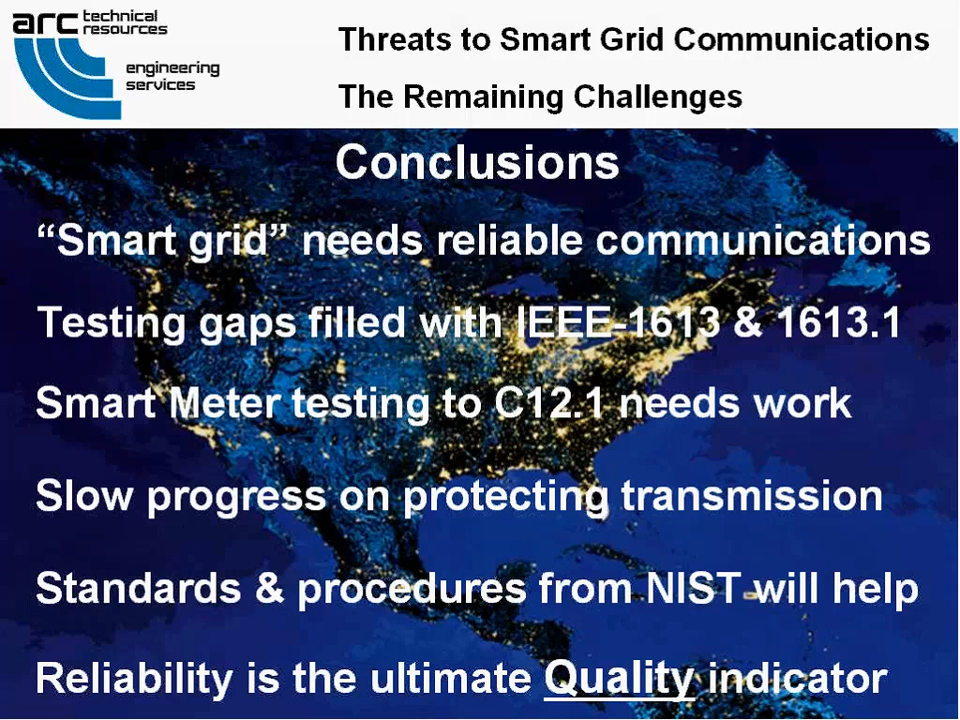 arc technical resources
engineering services
Threats to Smart Grid Communications
The Remaining Challenges
Conclusions
“Smart grid” needs reliable communications
Testing gaps filled with IEEE-1613 & 1613.1
Smart Meter testing to C12.1 needs work
Slow progress on protecting transmission
Standards & procedures from NIST will help
Reliability is the ultimate Quality indicator